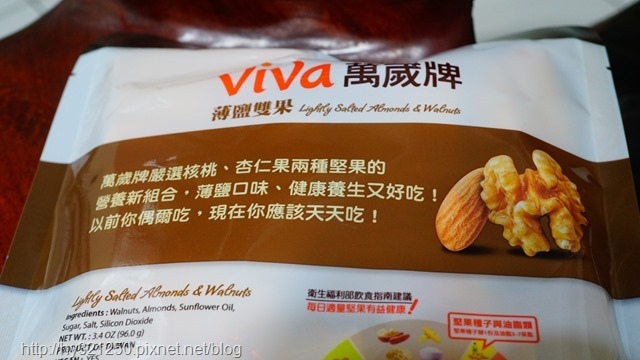 viva 萬歲牌
薄鹽雙果 Lightly Salted Almonds & Walnuts
萬歲牌嚴選核桃、杏仁果兩種堅果的
營養新組合，薄鹽口味、健康養生又好吃！
以前你偶爾吃，現在你應該天天吃！
Lightly Salted Almonds & Walnuts
Ingredients : Walnuts, Almonds, Sunflower Oil,
Sugar, Salt, Silicon Dioxide
NET WT. : 3.4 OZ (96.0 g)
PRODUCT OF TAIWAN
YES
衛生福利部飲食指南建議
每日適量堅果有益健康！
堅果種子與油脂類